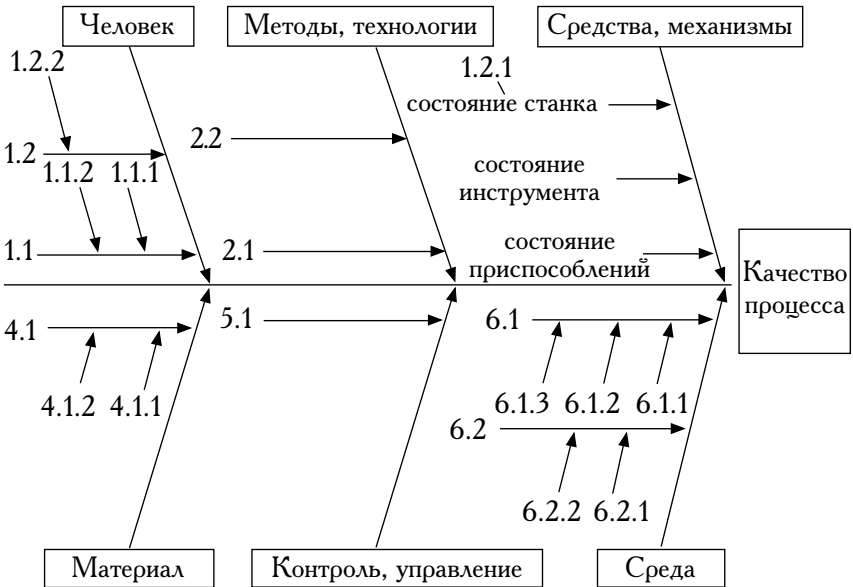 Человек
Методы, технологии
Средства, механизмы
1.2.2
1.2.1
состояние станка
1.2
2.2
1.1.2
1.1.1
состояние
инструмента
1.1
2.1
состояние
приспособлений
Качество
процесса
4.1
5.1
6.1
4.1.2
4.1.1
6.1.3
6.1.2
6.1.1
6.2
6.2.2
6.2.1
Материал
Контроль, управление
Среда